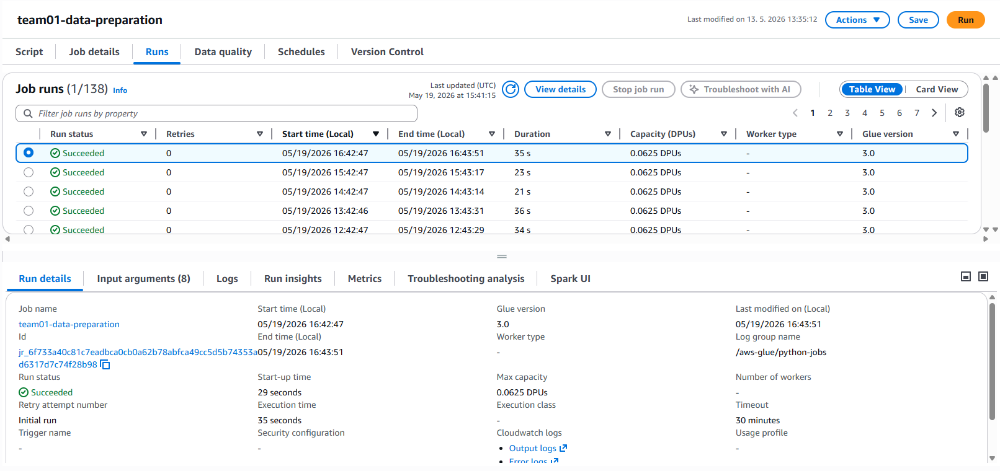 team01-data-preparation
Last modified on 13. 5. 2026 13:35:12
Actions
Save
Run
Script
Job details
Runs
Data quality
Schedules
Version Control
Job runs (1/138) Info
Last updated (UTC)
May 19, 2026 at 15:41:15
View details
Stop job run
Troubleshoot with AI
Table View
Card View
Filter job runs by property
1 2 3 4 5 6 7
Run status Retries Start time (Local) End time (Local) Duration Capacity (DPUs) Worker type Glue version
Succeeded 0 05/19/2026 16:42:47 05/19/2026 16:43:51 35 s 0.0625 DPUs - 3.0
Succeeded 0 05/19/2026 15:42:47 05/19/2026 15:43:17 23 s 0.0625 DPUs - 3.0
Succeeded 0 05/19/2026 14:42:47 05/19/2026 14:43:14 21 s 0.0625 DPUs - 3.0
Succeeded 0 05/19/2026 13:42:46 05/19/2026 13:43:31 36 s 0.0625 DPUs - 3.0
Succeeded 0 05/19/2026 12:42:47 05/19/2026 12:43:29 34 s 0.0625 DPUs - 3.0
Run details
Input arguments (8)
Logs
Run insights
Metrics
Troubleshooting analysis
Spark UI
Job name
team01-data-preparation
Id
jr_6f733a40c81c7eadbca0cb0a62b78abfca49cc5d5b74353a
d6317d7c74f28b98
Run status
Succeeded
Retry attempt number
Initial run
Trigger name
-
Start time (Local)
05/19/2026 16:42:47
End time (Local)
05/19/2026 16:43:51
Start-up time
29 seconds
Execution time
35 seconds
Security configuration
-
Glue version
3.0
Worker type
-
Max capacity
0.0625 DPUs
Execution class
-
Cloudwatch logs
• Output logs
• Error logs
Last modified on (Local)
05/19/2026 16:43:51
Log group name
/aws-glue/python-jobs
Number of workers
-
Timeout
30 minutes
Usage profile
-